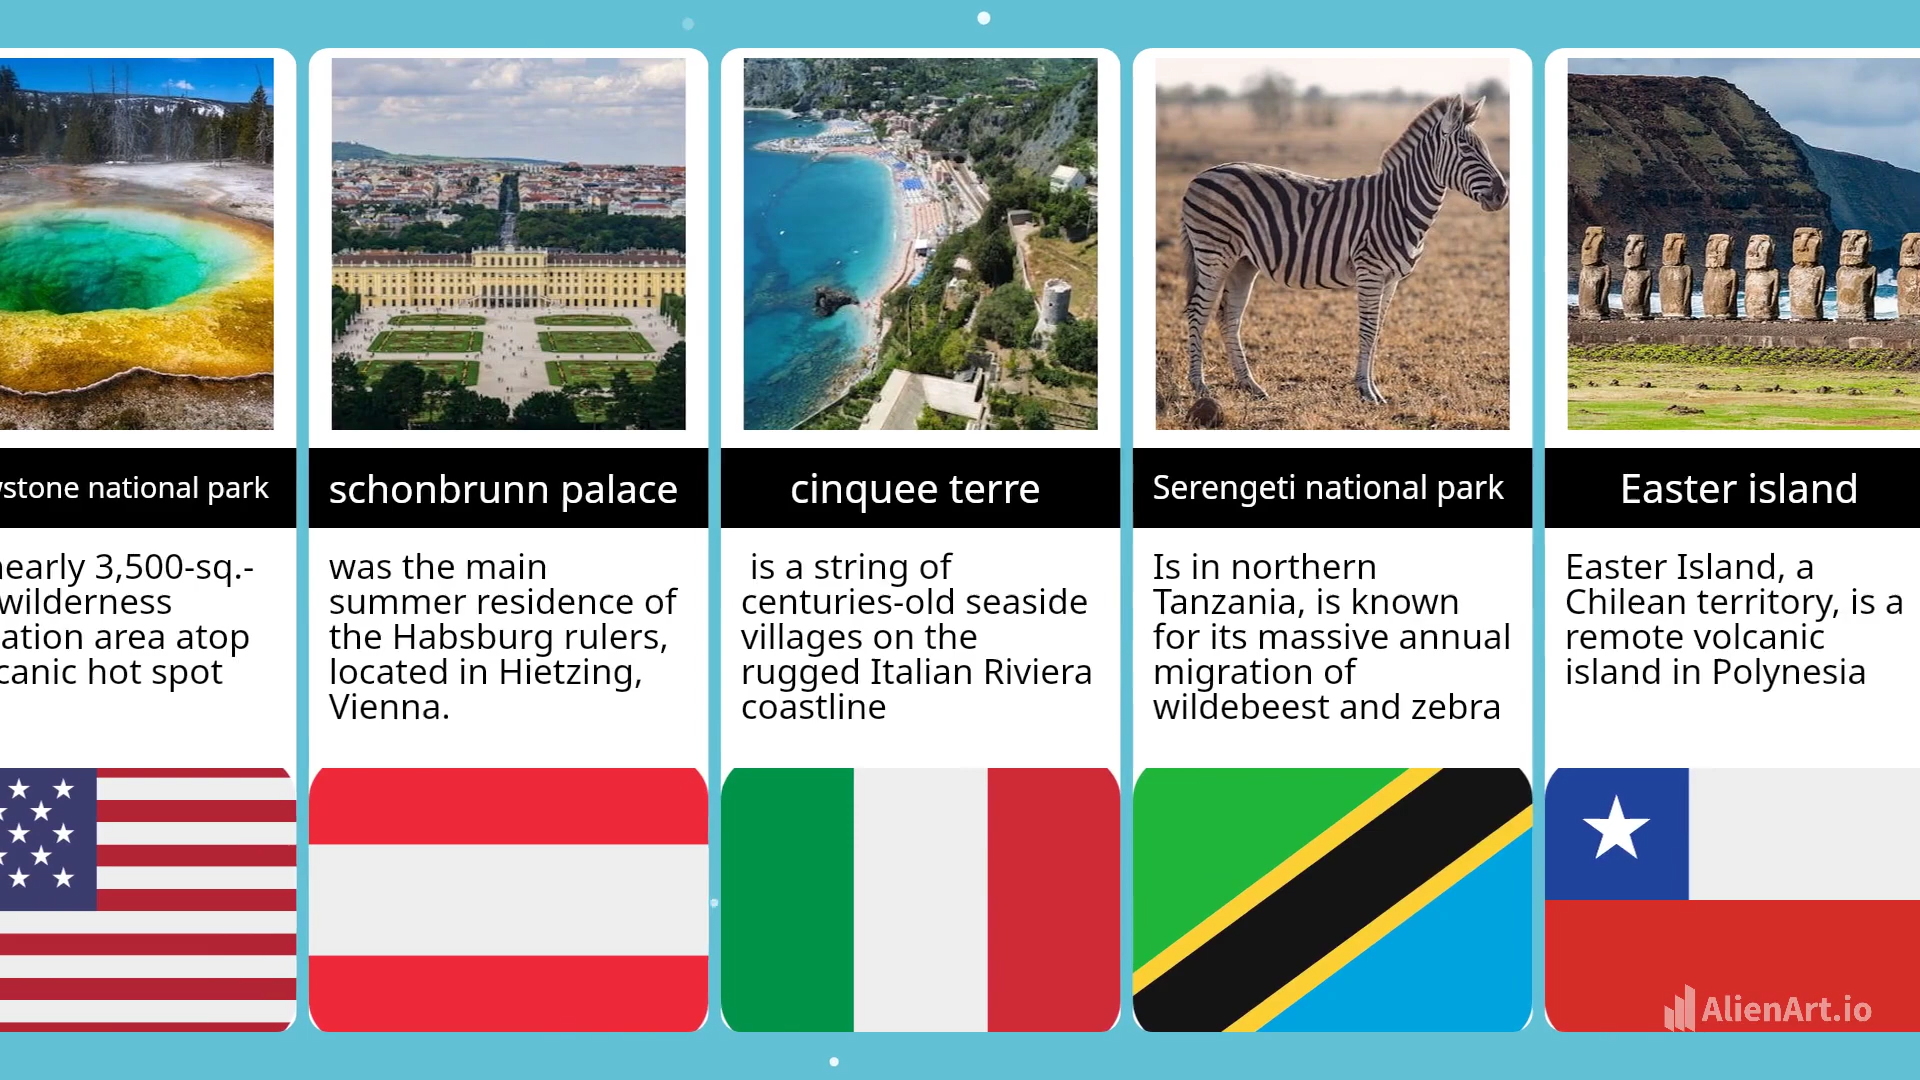 stone national park
nearly 3,500-sq.-
wilderness
ation area atop
canic hot spot
schonbrunn palace
was the main
summer residence of
the Habsburg rulers,
located in Hietzing,
Vienna.
cinquee terre
is a string of
centuries-old seaside
villages on the
rugged Italian Riviera
coastline
Serengeti national park
Is in northern
Tanzania, is known
for its massive annual
migration of
wildebeest and zebra
Easter island
Easter Island, a
Chilean territory, is a
remote volcanic
island in Polynesia
AlienArt.io